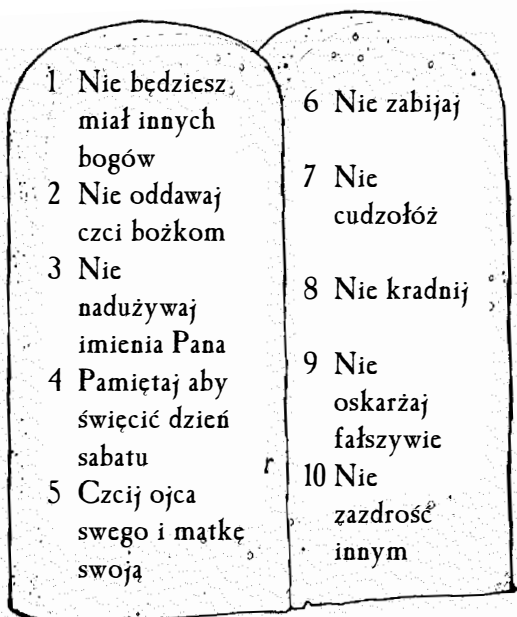 1 Nie będziesz
miał innych
bogów
2 Nie oddawaj
czci bożkom
3 Nie
nadużywaj
imienia Pana
4 Pamiętaj aby
święcić dzień
sabatu
5 Czcij ojca
swego i matkę
swoją
r
6 Nie zabijaj
7 Nie
cudzołóż
8 Nie kradnij
9 Nie
oskarżaj
fałszywie
10 Nie
zazdrość
innym